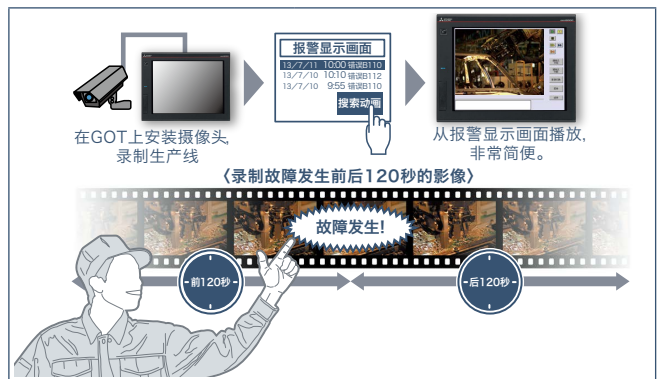 报警显示画面
13/7/11 10:00 错误B110
13/7/10 10:10 错误B112
13/7/10 9:55 错误B110
搜索动画
在GOT上安装摄像头,
录制生产线
从报警显示画面播放,
非常简便。
〈录制故障发生前后120秒的影像〉
故障发生!
前120秒
后120秒